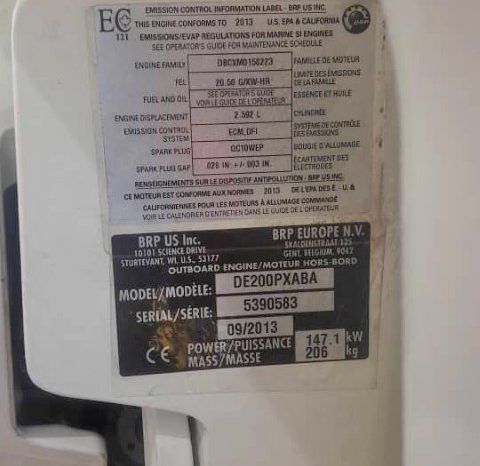 EMISSION CONTROL INFORMATION LABEL - BRP US INC.
THIS ENGINE CONFORMS TO 2013 U.S. EPA & CALIFORNIA
EMISSIONS/EVAP REGULATIONS FOR MARINE SI ENGINES
SEE OPERATOR'S GUIDE FOR MAINTENANCE SCHEDULE
EC
121
ENGINE FAMILY DBCXM0158223 FAMILLE DE MOTEUR
FEL 20.50 G/KW-HR LIMITE DES ÉMISSIONS DE LA FAMILLE
FUEL AND OIL SEE OPERATOR'S GUIDE VOIR LE GUIDE DE L'OPÉRATEUR ESSENCE ET HUILE
ENGINE DISPLACEMENT 2.592 L CYLINDRÉE
EMISSION CONTROL SYSTEM ECM,DFI SYSTÈME DE CONTRÔLE DES ÉMISSIONS
SPARK PLUG QC10WEP BOUGIE D'ALLUMAGE
SPARK PLUG GAP .028 IN +/-.003 IN. ÉCARTEMENT DES ÉLECTRODES
RENSEIGNEMENTS SUR LE DISPOSITIF ANTIPOLLUTION - BRP US INC.
CE MOTEUR EST CONFORME AUX NORMES 2013 DE L'EPA DES É. - U &
CALIFORNIENNES POUR LES MOTEURS À ALLUMAGE COMMANDÉ
VOIR LE CALENDRIER D'ENTRETIEN DANS LE GUIDE DE L'OPÉRATEUR
BRP US Inc. BRP EUROPE N.V.
10101 SCIENCE DRIVE SKALDENSTRAAT 125
STURTEVANT, WI, U.S., 53177 GENT, BELGIUM, 9042
OUTBOARD ENGINE/MOTEUR HORS-BORD
MODEL/MODÈLE: DE200PXABA
SERIAL/SÉRIE: 5390583
09/2013
CE POWER/PUISSANCE 147.1 kW
MASS/MASSE 206 kg